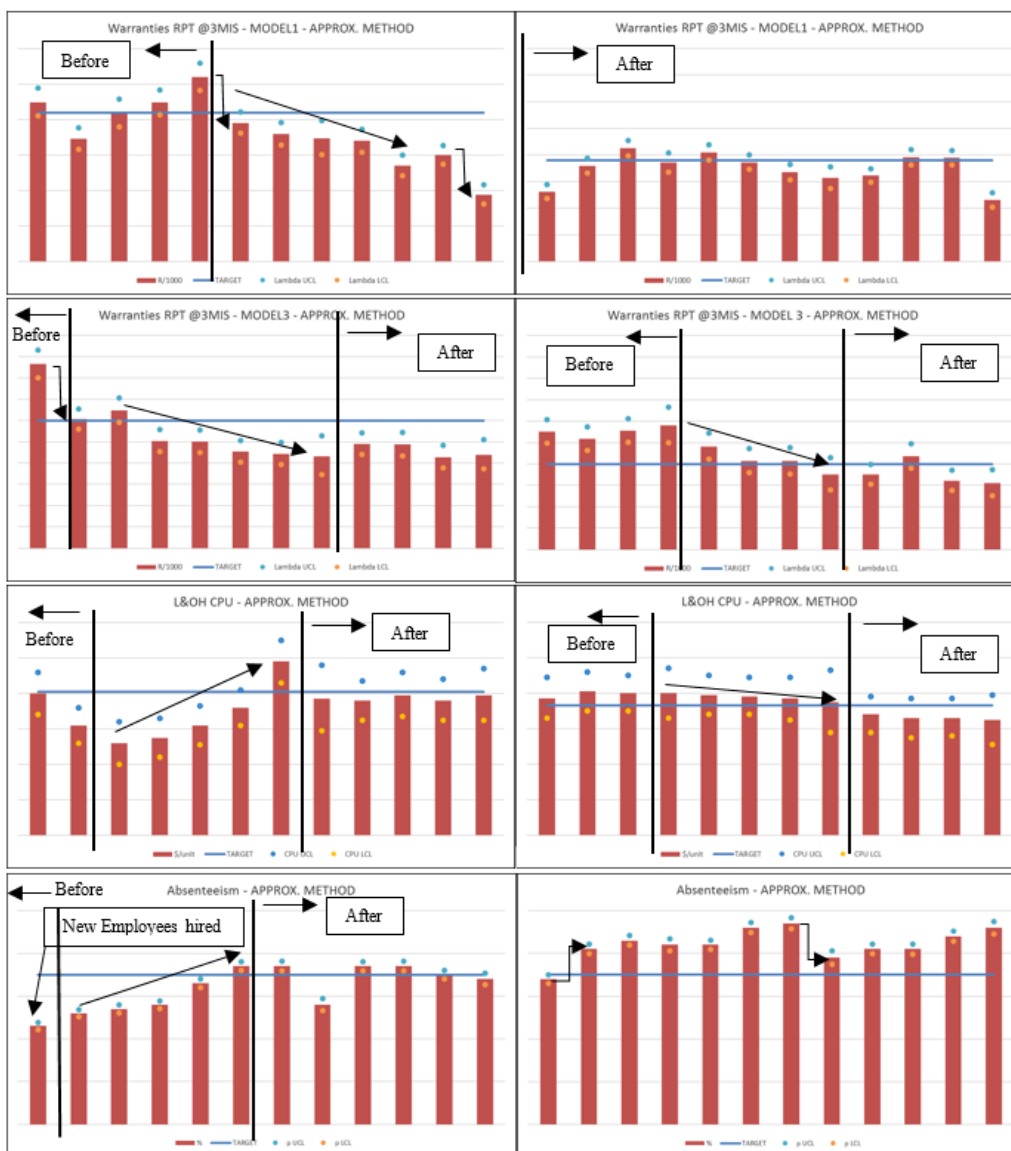 Warranties RPT @3MIS - MODEL1 - APPROX. METHOD
Before
R/1000 TARGET Lambda UCL Lambda LCL
Warranties RPT @3MIS - MODEL1 - APPROX. METHOD
After
R/1000 TARGET Lambda UCL Lambda LCL
Warranties RPT @3MIS - MODEL3 - APPROX. METHOD
Before
After
R/1000 TARGET Lambda UCL Lambda LCL
Warranties RPT @3MIS - MODEL 3 - APPROX. METHOD
Before
After
R/1000 TARGET Lambda UCL Lambda LCL
L&OH CPU - APPROX. METHOD
Before
After
$/unit TARGET CPU UCL CPU LCL
L&OH CPU - APPROX. METHOD
Before
After
$/unit TARGET CPU UCL CPU LCL
Before
Absenteeism - APPROX. METHOD
New Employees hired
After
% TARGET p UCL p LCL
Absenteeism - APPROX. METHOD
% TARGET p UCL p LCL